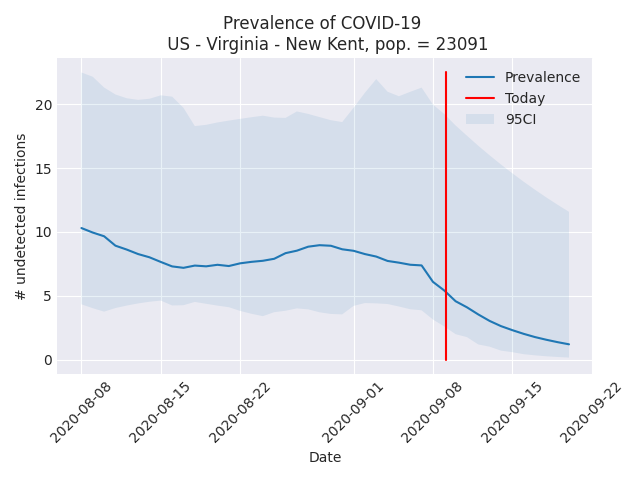 Prevalence of COVID-19
US - Virginia - New Kent, pop. = 23091
Prevalence
Today
95CI
# undetected infections
20
15
10
5
0
2020-08-08
2020-08-15
2020-08-22
2020-09-01
2020-09-08
2020-09-15
2020-09-22
Date